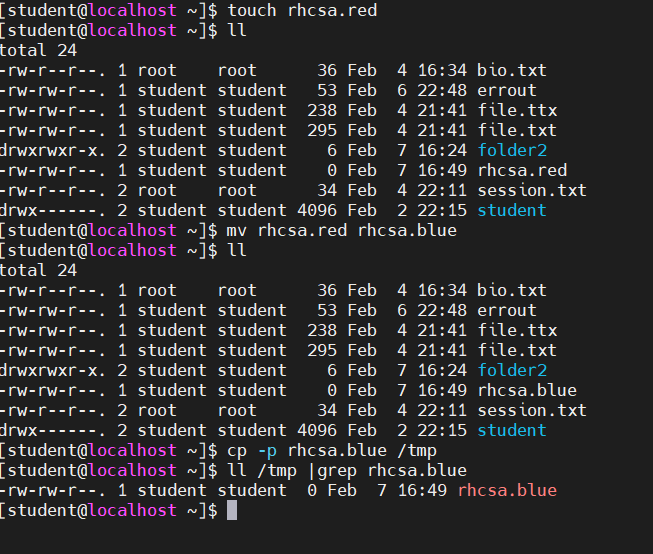 [student@localhost ~]$ touch rhcsa.red
[student@localhost ~]$ ll
total 24
-rw-r--r--. 1 root    root      36 Feb  4 16:34 bio.txt
-rw-r--r--. 1 student student   53 Feb  6 22:48 errout
-rw-r--r--. 1 student student  238 Feb  4 21:41 file.ttx
-rw-r--r--. 1 student student  295 Feb  4 21:41 file.txt
drwxrwxr-x. 2 student student    6 Feb  7 16:24 folder2
-rw-r--r--. 1 student student    0 Feb  7 16:49 rhcsa.red
-rw-r--r--. 2 root    root      34 Feb  4 22:11 session.txt
drwx------. 2 student student 4096 Feb  2 22:15 student
[student@localhost ~]$ mv rhcsa.red rhcsa.blue
[student@localhost ~]$ ll
total 24
-rw-r--r--. 1 root    root      36 Feb  4 16:34 bio.txt
-rw-r--r--. 1 student student   53 Feb  6 22:48 errout
-rw-r--r--. 1 student student  238 Feb  4 21:41 file.ttx
-rw-r--r--. 1 student student  295 Feb  4 21:41 file.txt
drwxrwxr-x. 2 student student    6 Feb  7 16:24 folder2
-rw-r--r--. 1 student student    0 Feb  7 16:49 rhcsa.blue
-rw-r--r--. 2 root    root      34 Feb  4 22:11 session.txt
drwx------. 2 student student 4096 Feb  2 22:15 student
[student@localhost ~]$ cp -p rhcsa.blue /tmp
[student@localhost ~]$ ll /tmp |grep rhcsa.blue
-rw-r--r--. 1 student student  0 Feb  7 16:49 rhcsa.blue
[student@localhost ~]$